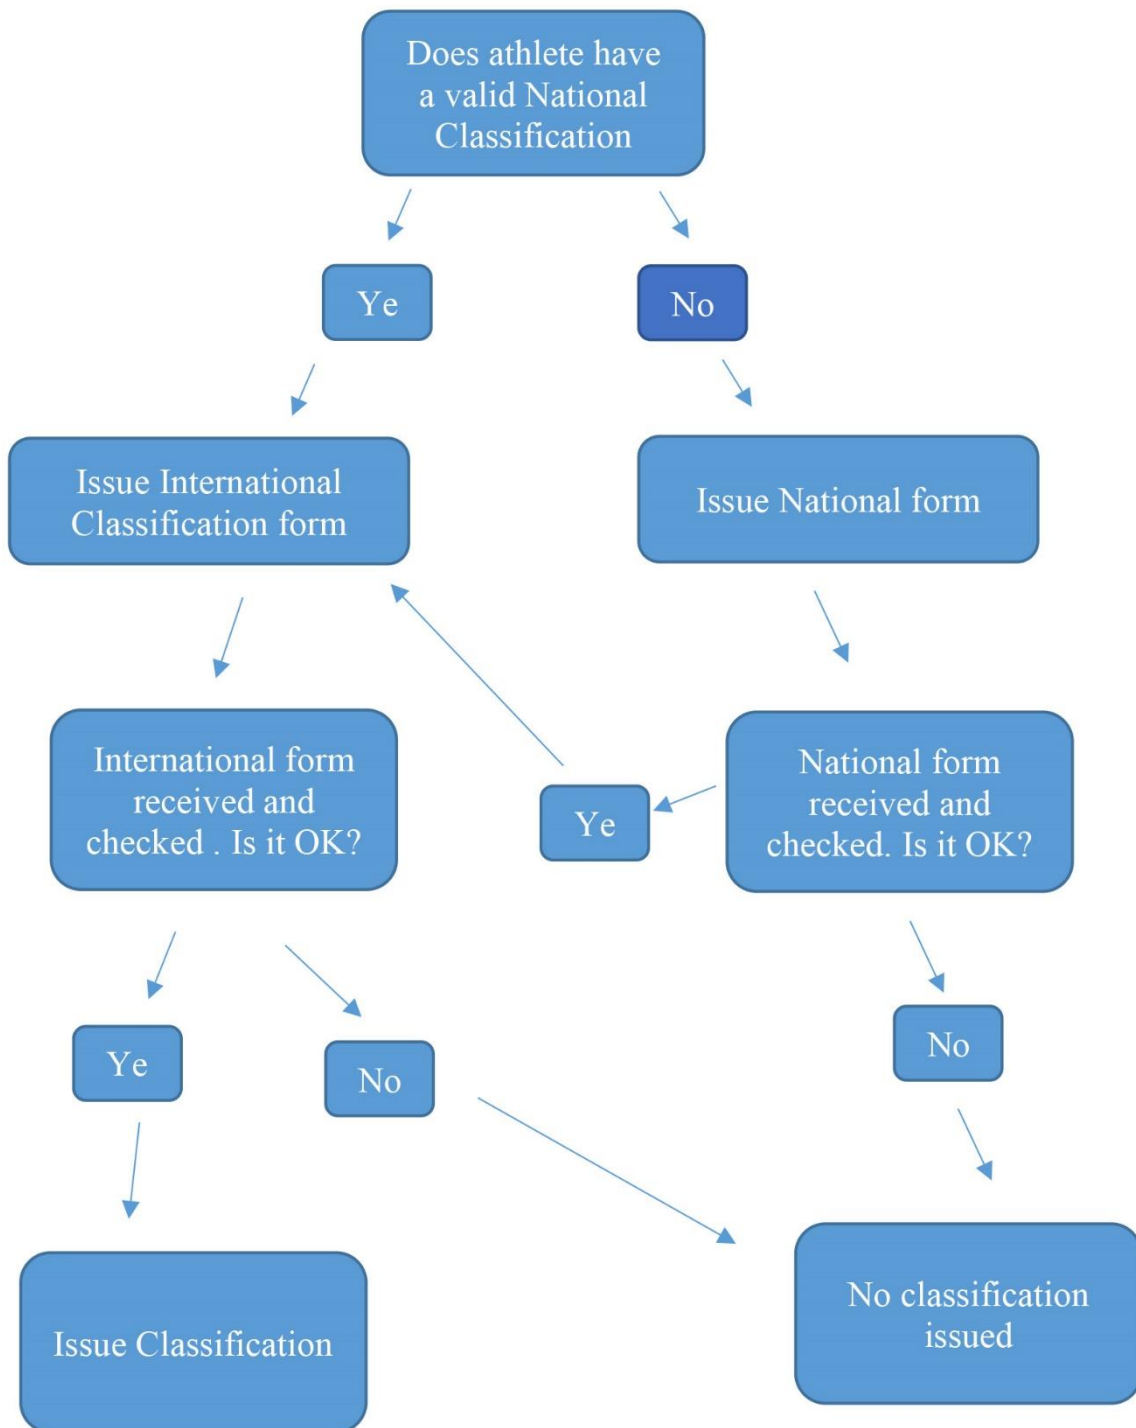 Does athlete have
a valid National
Classification
Ye
No
Issue International
Classification form
Issue National form
International form
received and
checked . Is it OK?
Ye
National form
received and
checked. Is it OK?
Ye
No
No
Issue Classification
No classification
issued